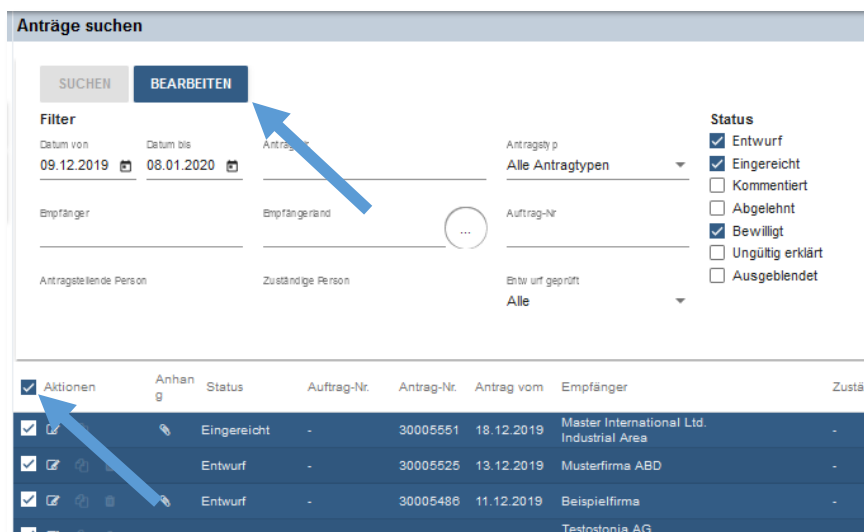 Anträge suchen
SUCHEN BEARBEITEN
Filter Status
Datum von Datum bis Antragstyp Entwurf
09.12.2019 08.01.2020 Alle Antragtypen Eingereicht
Kommentiert
Empfänger Empfängerland ... Auftrag-Nr Abgelehnt
Bewilligt
Ungültig erklärt
Antragstellende Person Zuständige Person Entwurf geprüft Ausgeblendet
Alle
Aktionen Anhan
g Status Auftrag-Nr. Antrag-Nr. Antrag vom Empfänger Zustä
Eingereicht - 30005551 18.12.2019 Master International Ltd.
Industrial Area -
Entwurf - 30005525 13.12.2019 Musterfirma ABD -
Entwurf - 30005486 11.12.2019 Beispielfirma -
Testostonia AG